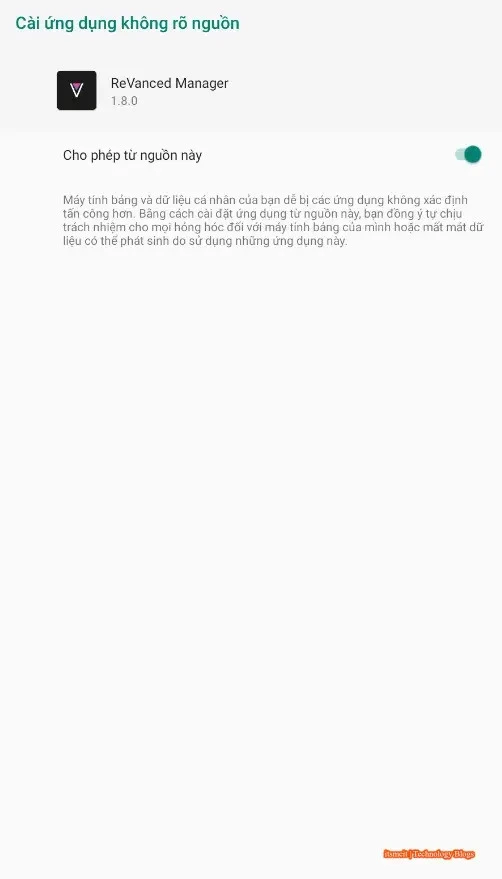 Cài ứng dụng không rõ nguồn
ReVanced Manager
1.8.0
Cho phép từ nguồn này
Máy tính bảng và dữ liệu cá nhân của bạn dễ bị các ứng dụng không xác định
tấn công hơn. Bằng cách cài đặt ứng dụng từ nguồn này, bạn đồng ý tự chịu
trách nhiệm cho mọi hỏng hóc đối với máy tính bảng của mình hoặc mất mát dữ
liệu có thể phát sinh do sử dụng những ứng dụng này.
itsmeit | Technology Blogs